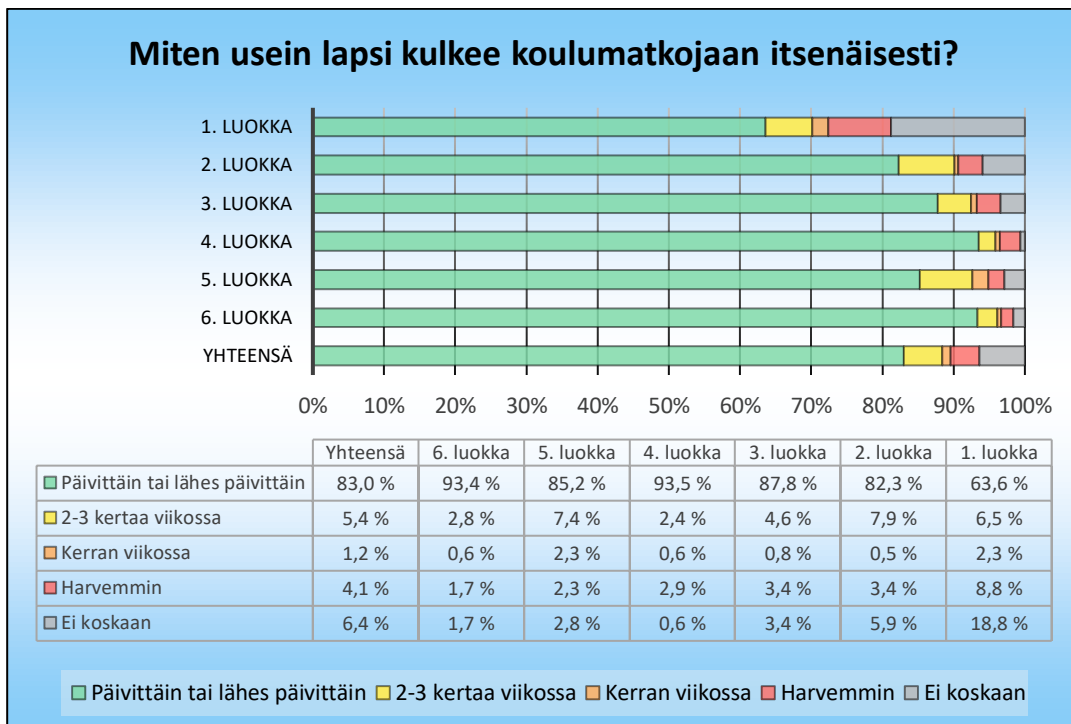 Miten usein lapsi kulkee koulumatkojaan itsenäisesti?
1. LUOKKA
2. LUOKKA
3. LUOKKA
4. LUOKKA
5. LUOKKA
6. LUOKKA
YHTEENSÄ
0% 10% 20% 30% 40% 50% 60% 70% 80% 90% 100%
Yhteensä 6. luokka 5. luokka 4. luokka 3. luokka 2. luokka 1. luokka
Päivittäin tai lähes päivittäin 83,0 % 93,4 % 85,2 % 93,5 % 87,8 % 82,3 % 63,6 %
2-3 kertaa viikossa 5,4 % 2,8 % 7,4 % 2,4 % 4,6 % 7,9 % 6,5 %
Kerran viikossa 1,2 % 0,6 % 2,3 % 0,6 % 0,8 % 0,5 % 2,3 %
Harvemmin 4,1 % 1,7 % 2,3 % 2,9 % 3,4 % 3,4 % 8,8 %
Ei koskaan 6,4 % 1,7 % 2,8 % 0,6 % 3,4 % 5,9 % 18,8 %
Päivittäin tai lähes päivittäin 2-3 kertaa viikossa Kerran viikossa Harvemmin Ei koskaan